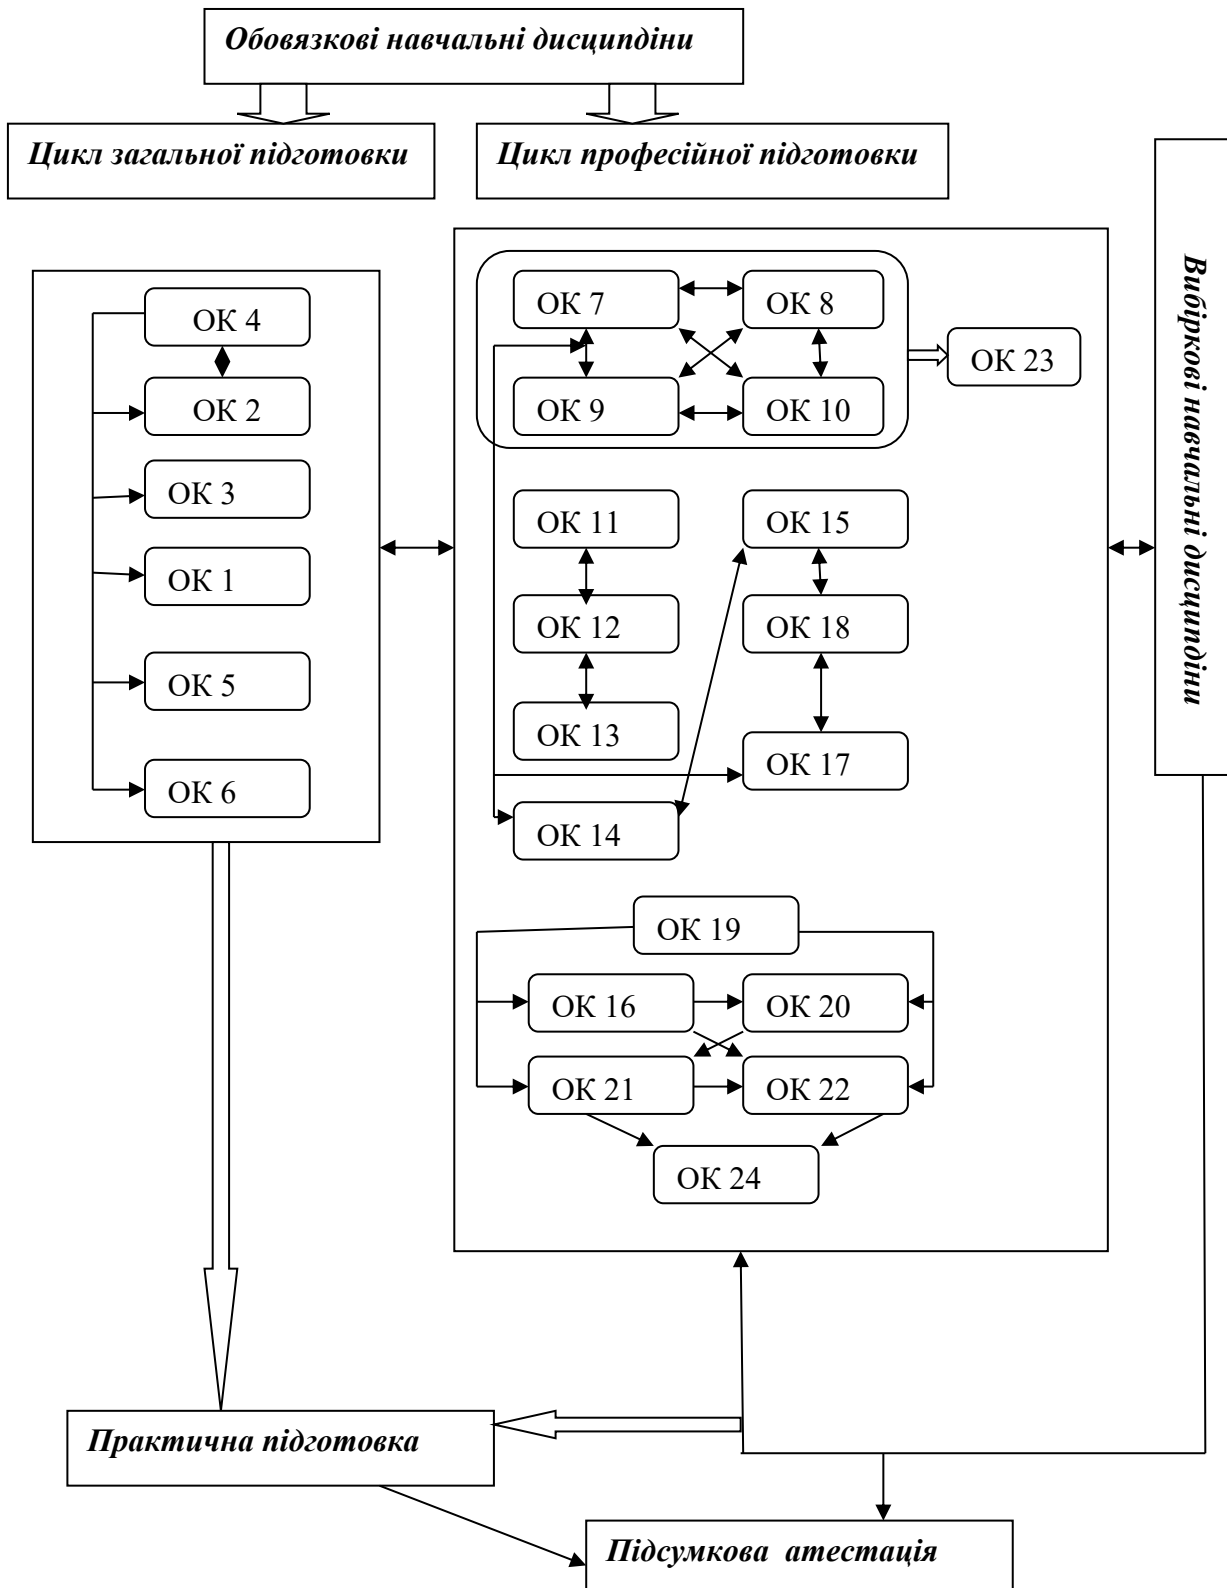 Обовязкові навчальні дисципдіни
Цикл загальної підготовки
Цикл професійної підготовки
Вибіркові навчальні дисципдіни
ОК 4
ОК 2
ОК 3
ОК 1
ОК 5
ОК 6
ОК 7
ОК 8
ОК 9
ОК 10
ОК 23
ОК 11
ОК 15
ОК 12
ОК 18
ОК 13
ОК 17
ОК 14
ОК 19
ОК 16
ОК 20
ОК 21
ОК 22
ОК 24
Практична підготовка
Підсумкова атестація